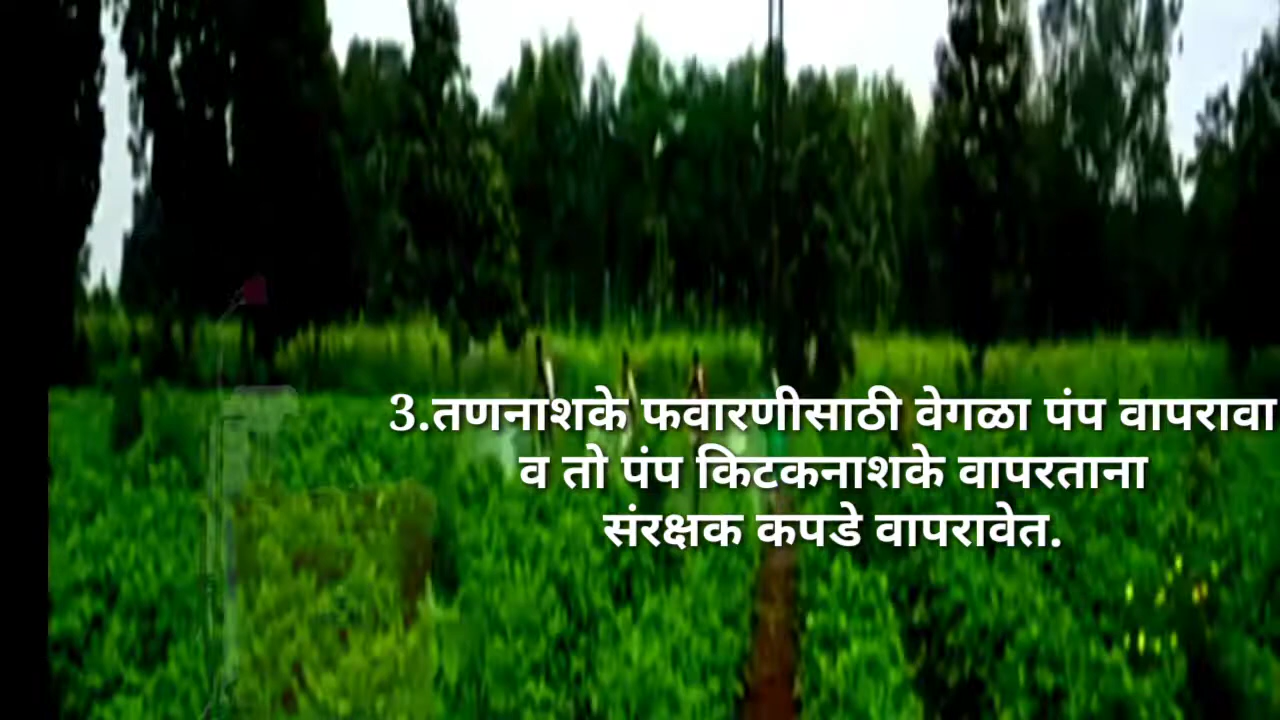 3.तणनाशके फवारणीसाठी वेगळा पंप वापरावा
व तो पंप किटकनाशके वापरताना
संरक्षक कपडे वापरावेत.